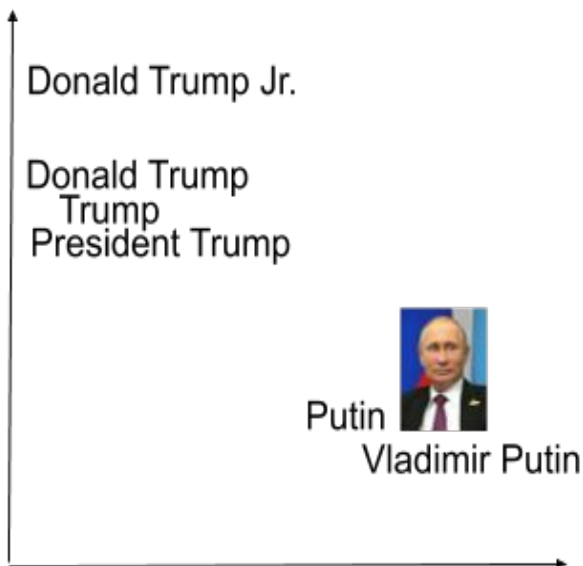 Donald Trump Jr.
Donald Trump
Trump
President Trump
Putin
Vladimir Putin